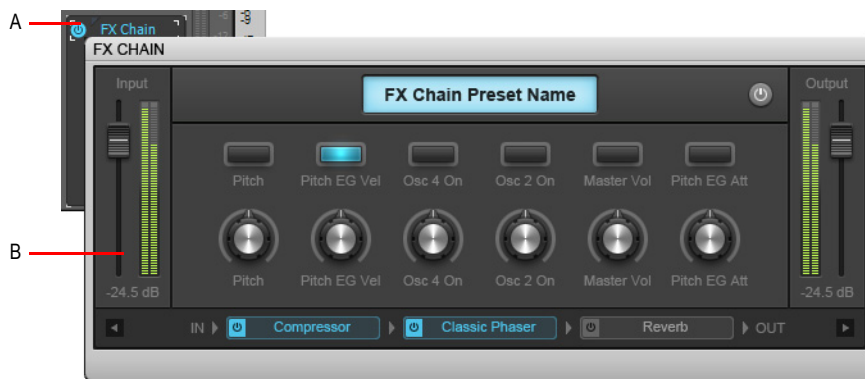 A
FX Chain
-6
-9
FX CHAIN
Input
FX Chain Preset Name
Output
Pitch Pitch EG Vel Osc 4 On Osc 2 On Master Vol Pitch EG Att
Pitch Pitch EG Vel Osc 4 On Osc 2 On Master Vol Pitch EG Att
B
-24.5 dB
-24.5 dB
IN Compressor Classic Phaser Reverb OUT